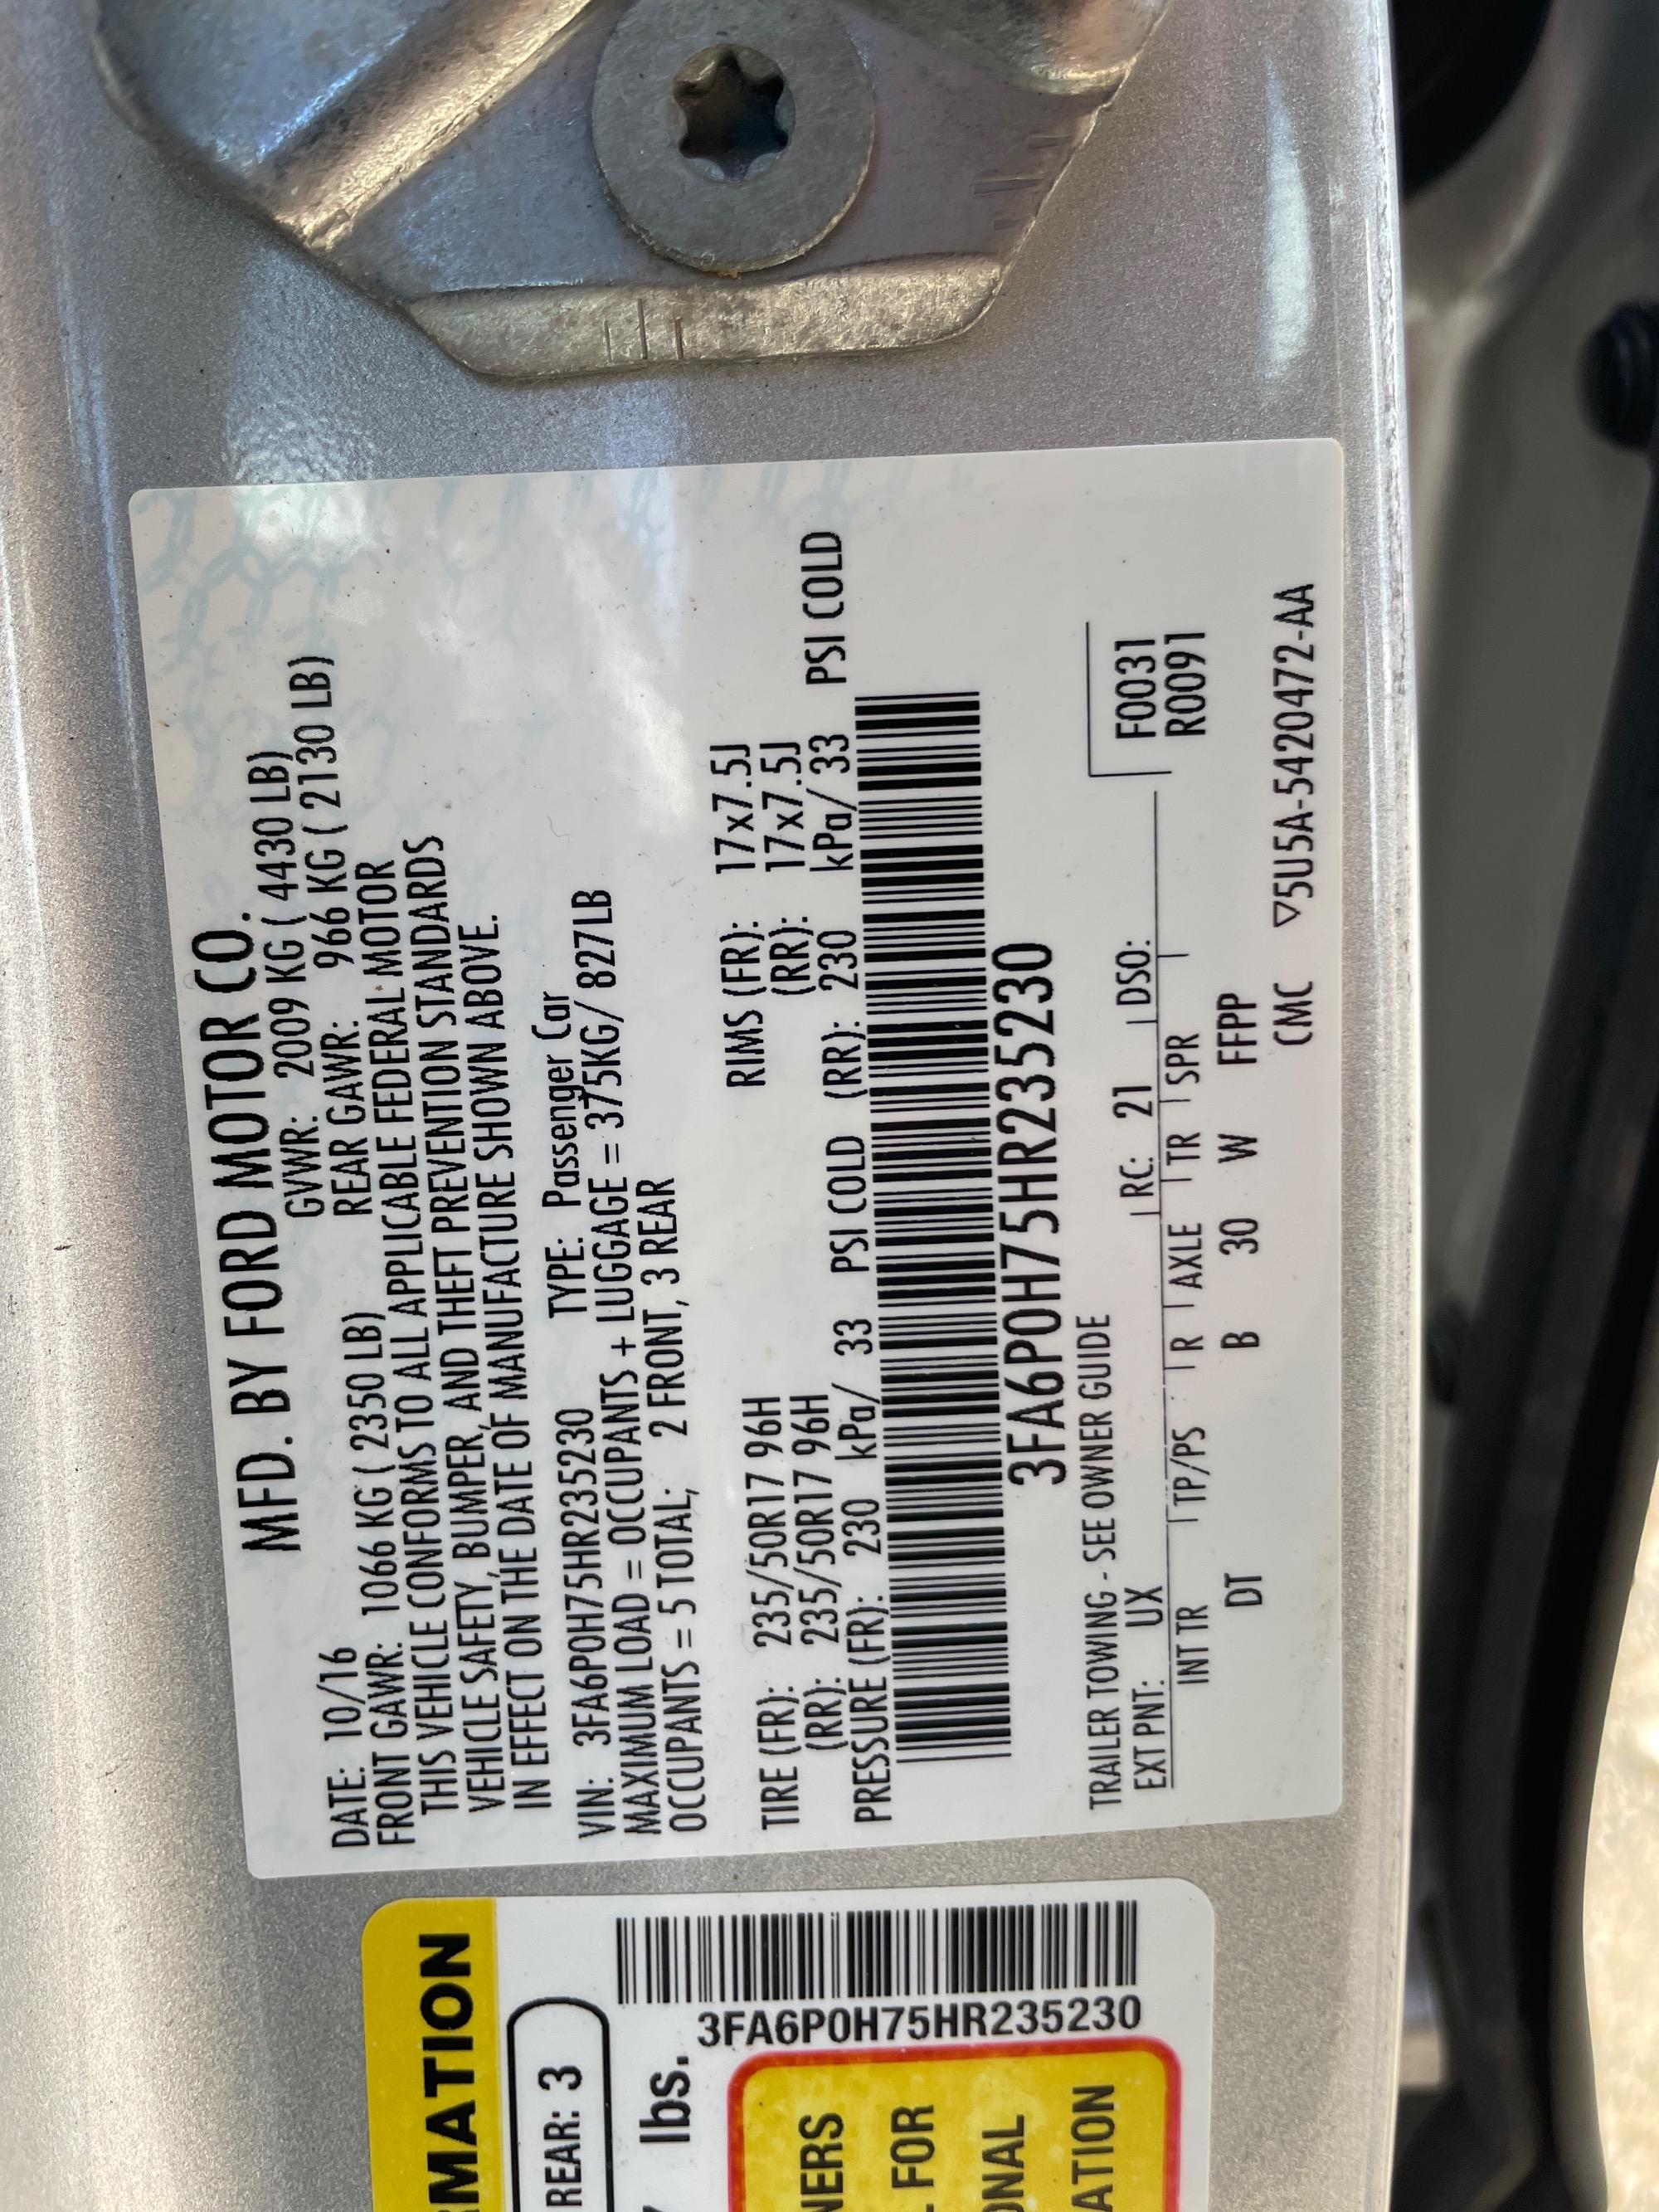 MFD. BY FORD MOTOR CO.
DATE: 10/16 GVWR: 2009 KG ( 4430 LB)
FRONT GAWR: 1066 KG ( 2350 LB) REAR GAWR: 966 KG ( 2130 LB)
THIS VEHICLE CONFORMS TO ALL APPLICABLE FEDERAL MOTOR
VEHICLE SAFETY, BUMPER, AND THEFT PREVENTION STANDARDS
IN EFFECT ON THE DATE OF MANUFACTURE SHOWN ABOVE.
VIN: 3FA6P0H75HR235230 TYPE: Passenger Car
MAXIMUM LOAD = OCCUPANTS + LUGGAGE = 375KG/ 827LB
OCCUPANTS = 5 TOTAL; 2 FRONT, 3 REAR
TIRE (FR): 235/50R17 96H RIMS (FR): 17x7.5J
(RR): 235/50R17 96H (RR): 17x7.5J
PRESSURE (FR): 230 kPa/ 33 PSI COLD (RR): 230 kPa/ 33 PSI COLD
3FA6P0H75HR235230
TRAILER TOWING - SEE OWNER GUIDE
EXT PNT: UX RC: 21 DSO:
F0031
R0091
INT TR TP/PS R AXLE TR SPR
DT B 30 W FFPP
CMC ▽5U5A-5420472-AA
RMATION
REAR: 3
lbs.
3FA6P0H75HR235230
NERS
FOR
ONAL
ATION